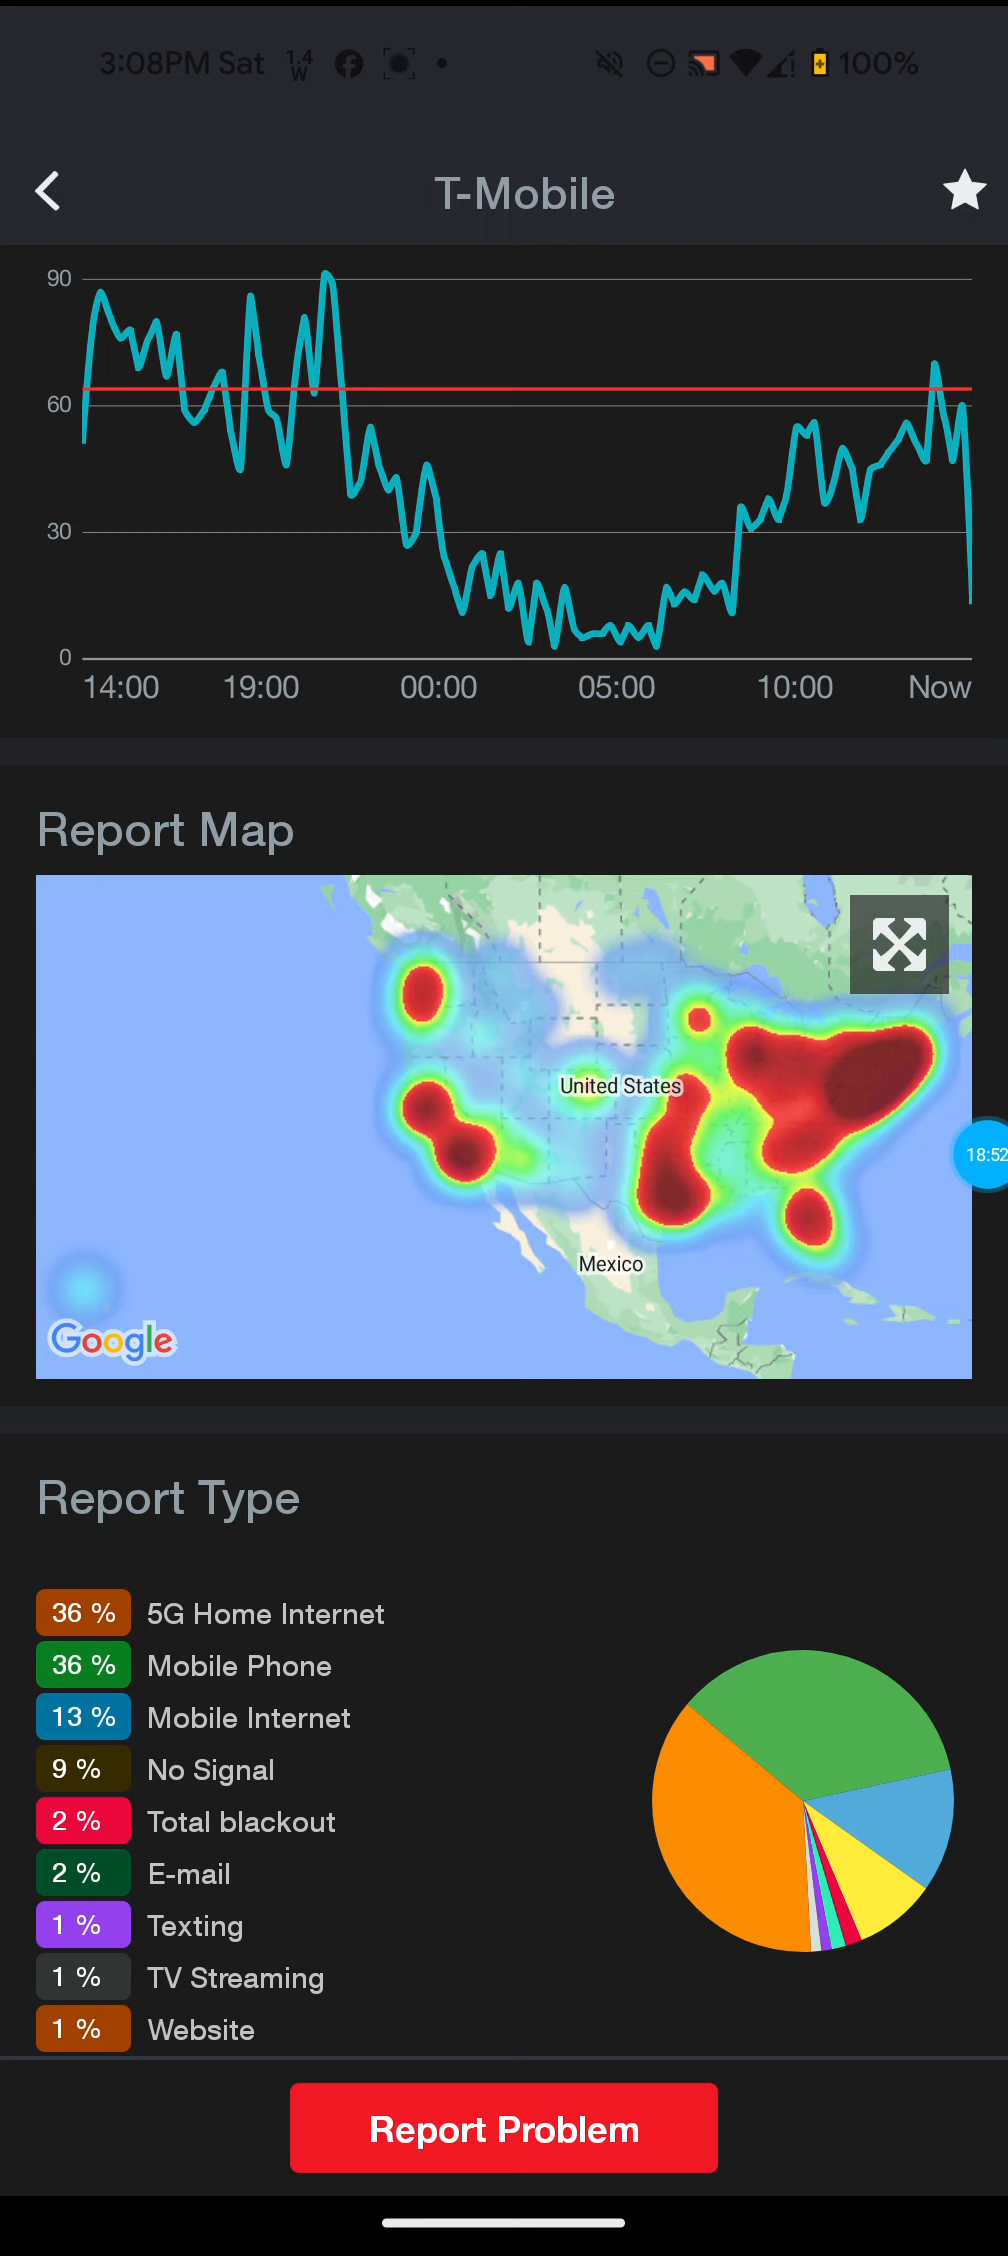 3:08PM Sat 1.4 W 100%
T-Mobile
90
60
30
0
14:00 19:00 00:00 05:00 10:00 Now
Report Map
United States
18:52
Mexico
Google
Report Type
36 % 5G Home Internet
36 % Mobile Phone
13 % Mobile Internet
9 % No Signal
2 % Total blackout
2 % E-mail
1 % Texting
1 % TV Streaming
1 % Website
Report Problem